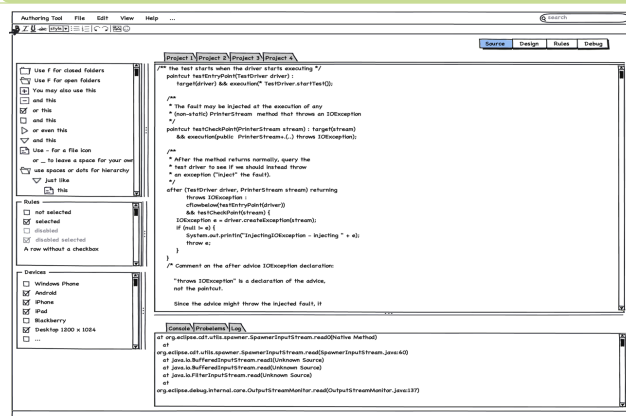 Authoring Tool File Edit View Help ...
search
B I U abc style
Source Design Rules Debug
Project 1 Project 2 Project 3 Project 4
Use F for closed folders
Use F for open folders
You may also use this
and this
or this
and this
or even this
and this
Use - for a file icon
or _ to leave a space for your own
use spaces or dots for hierarchy
just like
this
Rules
not selected
selected
disabled
disabled selected
A row without a checkbox
Devices
Windows Phone
Android
iPhone
iPad
Blackberry
Desktop 1200 x 1024
...
/** the test starts when the driver starts executing */
pointcut testEntryPoint(TestDriver driver) :
target(driver) && execution(* TestDriver.startTest());
/**
* The fault may be injected at the execution of any
* (non-static) PrinterStream method that throws an IOException
*/
pointcut testCheckPoint(PrinterStream stream) : target(stream)
&& execution(public PrinterStream+.(..) throws IOException);
/**
* After the method returns normally, query the
* test driver to see if we should instead throw
* an exception ("inject" the fault).
*/
after (TestDriver driver, PrinterStream stream) returning
throws IOException :
cflowbelow(testEntryPoint(driver))
&& testCheckPoint(stream) {
IOException e = driver.createException(stream);
if (null != e) {
System.out.println("InjectingIOException - injecting " + e);
throw e;
}
}
/* Comment on the after advice IOException declaration:
"throws IOException" is a declaration of the advice,
not the pointcut.
Since the advice might throw the injected fault, it
Console Probelems Log
at org.eclipse.cdt.utils.spawner.SpawnerInputStream.read0(Native Method)
at
org.eclipse.cdt.utils.spawner.SpawnerInputStream.read(SpawnerInputStream.java:60)
at java.io.BufferedInputStream.read1(Unknown Source)
at java.io.BufferedInputStream.read(Unknown Source)
at java.io.FilterInputStream.read(Unknown Source)
at
org.eclipse.debug.internal.core.OutputStreamMonitor.read(OutputStreamMonitor.java:137)